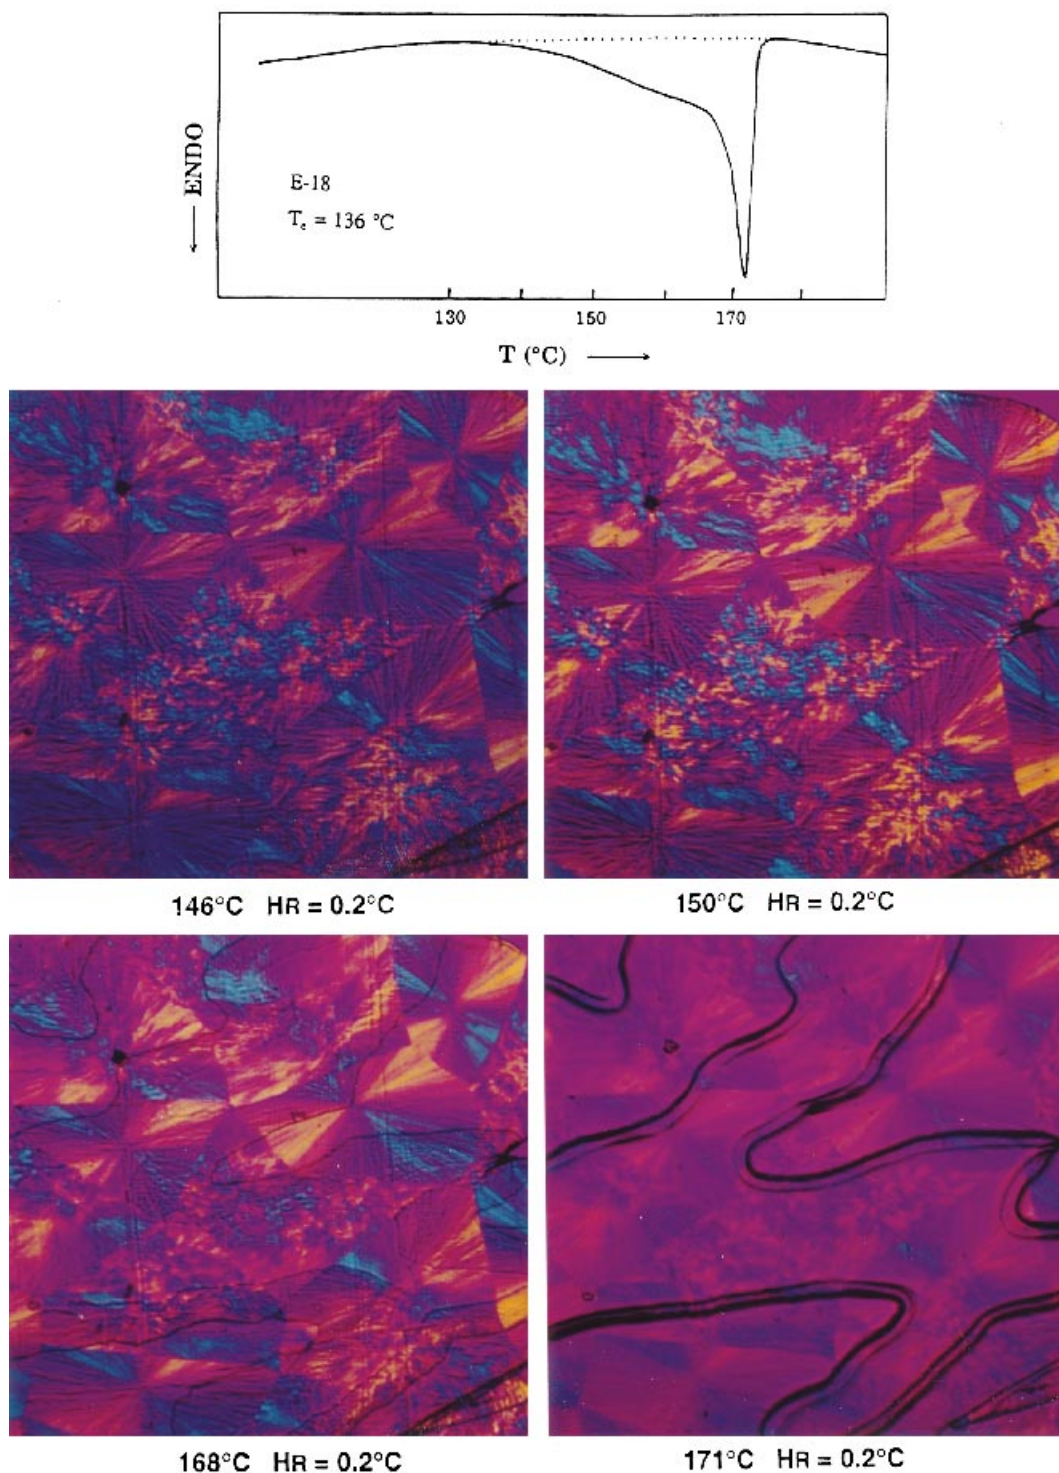 ENDO
E-18
Tc = 136 °C
130 150 170
T (°C)
146°C HR = 0.2°C
150°C HR = 0.2°C
168°C HR = 0.2°C
171°C HR = 0.2°C